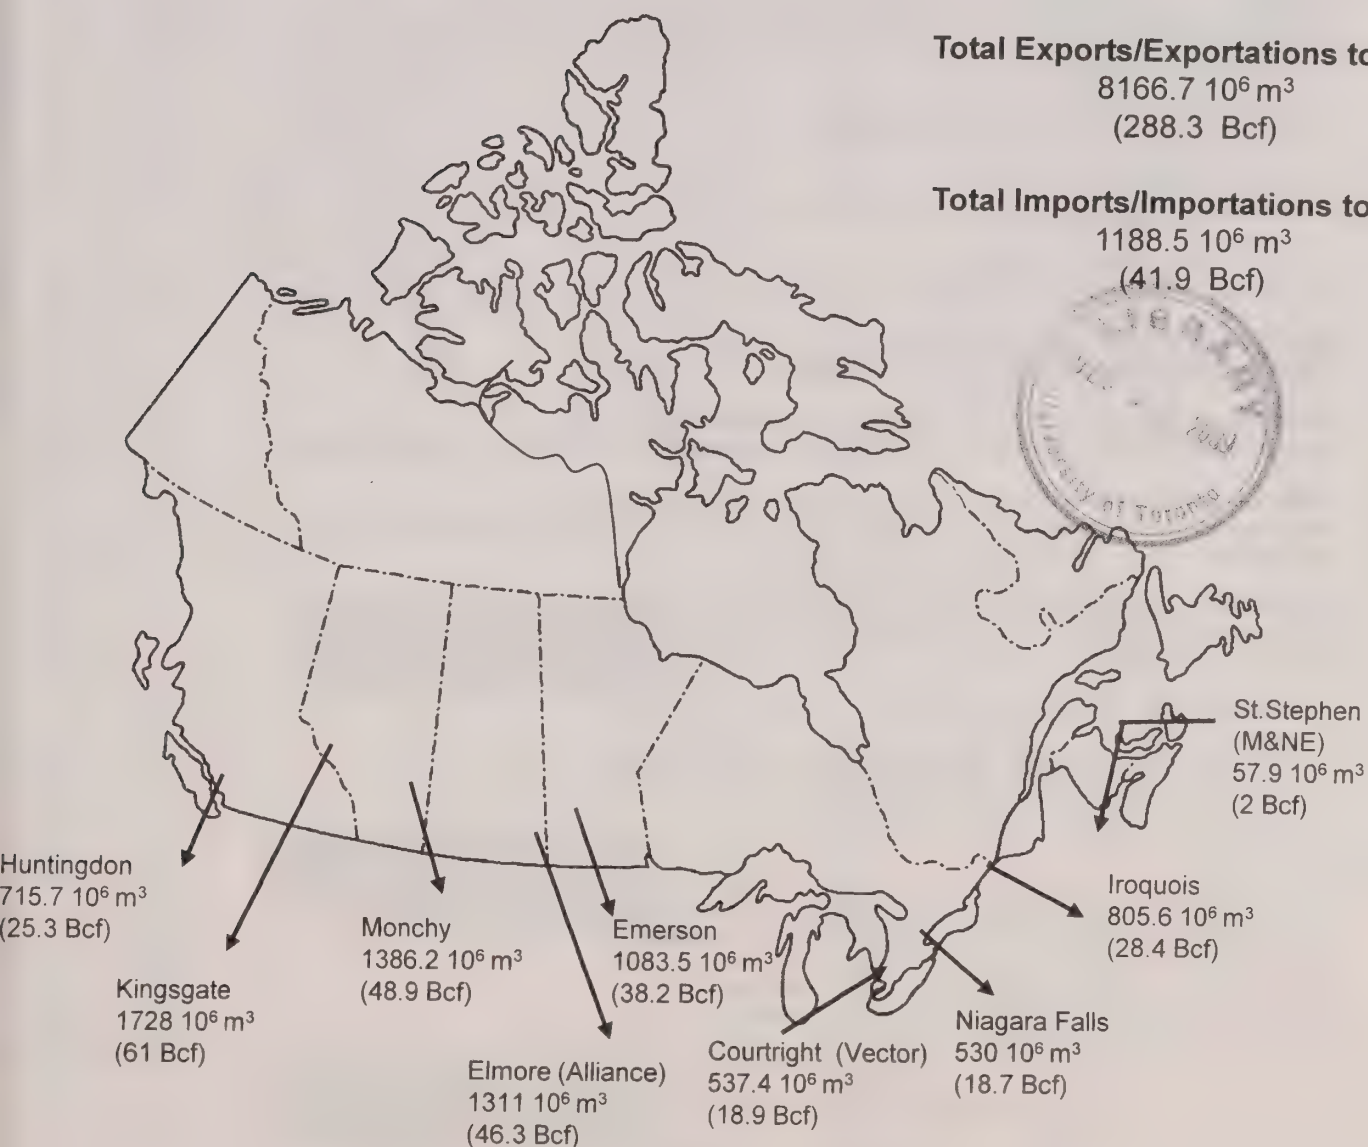 Total Exports/Exportations to
8166.7 10⁶ m³
(288.3 Bcf)
Total Imports/Importations to
1188.5 10⁶ m³
(41.9 Bcf)
University of Toronto
St.Stephen
(M&NE)
57.9 10⁶ m³
(2 Bcf)
Huntingdon
715.7 10⁶ m³
(25.3 Bcf)
Kingsgate
1728 10⁶ m³
(61 Bcf)
Monchy
1386.2 10⁶ m³
(48.9 Bcf)
Elmore (Alliance)
1311 10⁶ m³
(46.3 Bcf)
Emerson
1083.5 10⁶ m³
(38.2 Bcf)
Courtright (Vector)
537.4 10⁶ m³
(18.9 Bcf)
Niagara Falls
530 10⁶ m³
(18.7 Bcf)
Iroquois
805.6 10⁶ m³
(28.4 Bcf)